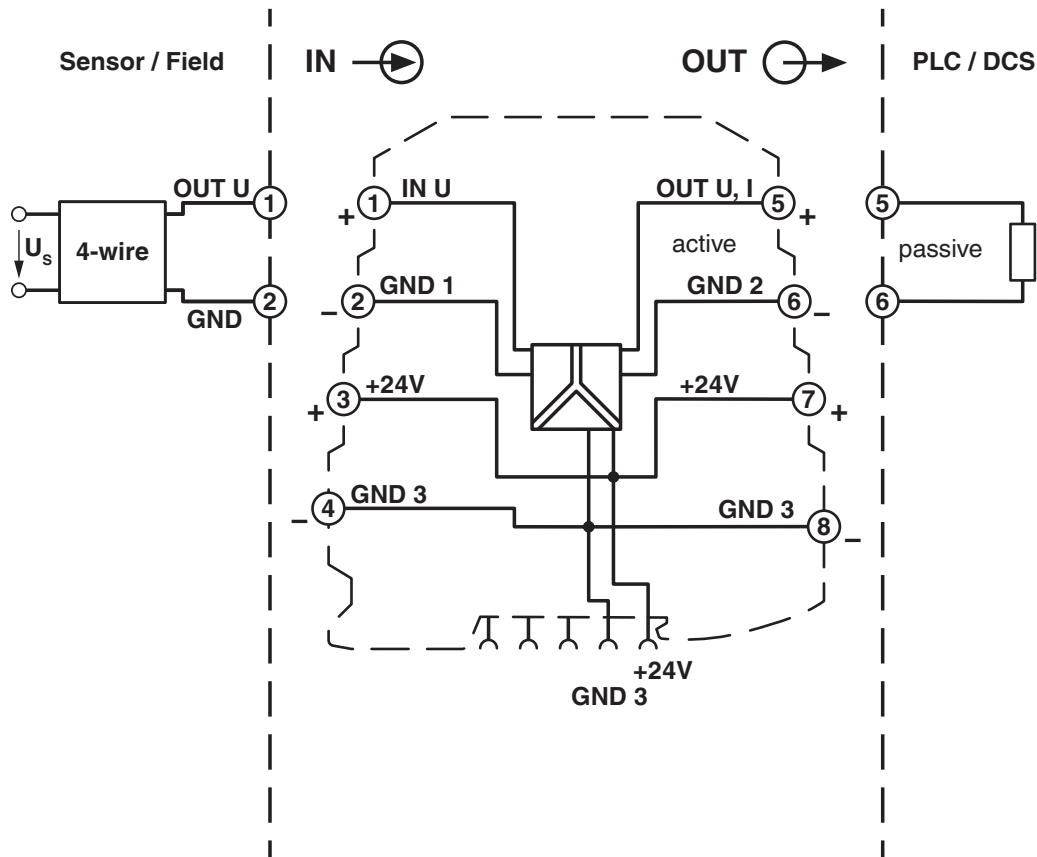 Sensor / Field
IN
OUT
PLC / DCS
OUT U
1
+
1
IN U
OUT U, I
5
+
5
Us
4-wire
active
passive
2
GND
–
2
GND 1
GND 2
6
–
6
+
3
+24V
+24V
7
+
–
4
GND 3
GND 3
8
–
+24V
GND 3